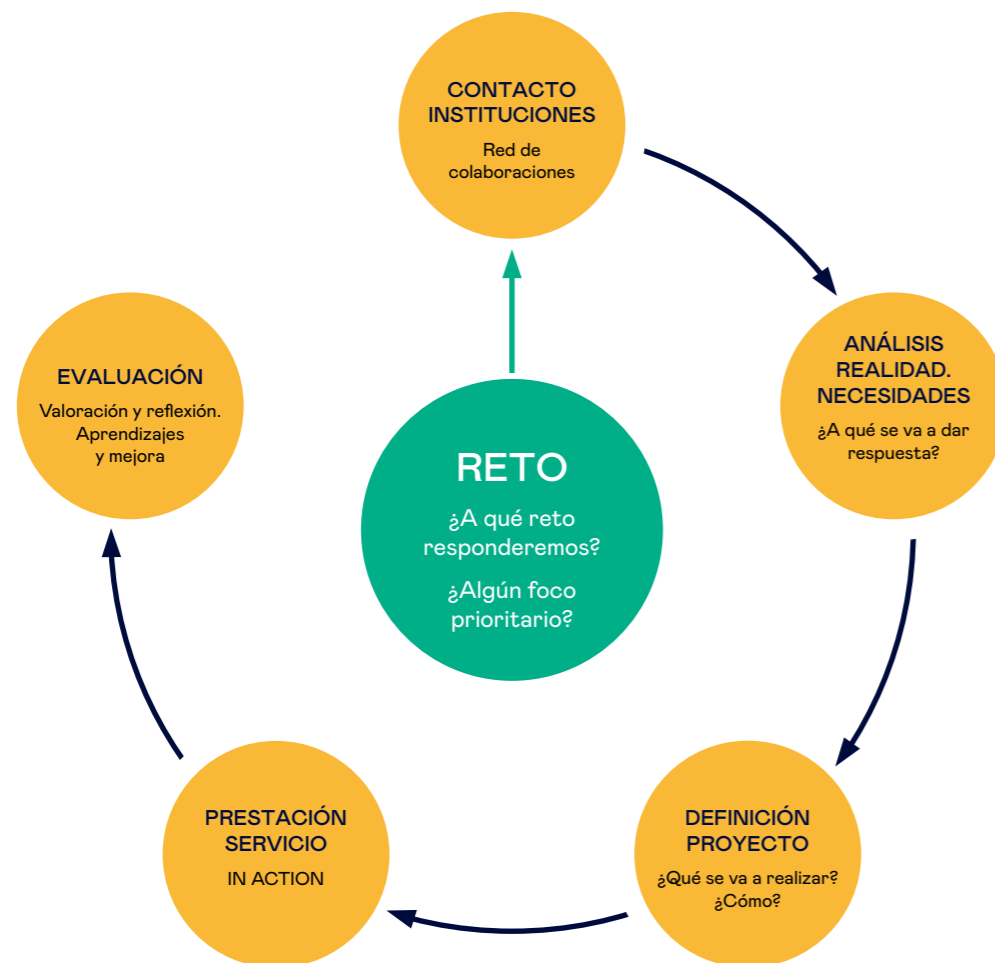 CONTACTO
INSTITUCIONES
Red de
colaboraciones
ANÁLISIS
REALIDAD.
NECESIDADES
¿A qué se va a dar
respuesta?
DEFINICIÓN
PROYECTO
¿Qué se va a realizar?
¿Cómo?
PRESTACIÓN
SERVICIO
IN ACTION
EVALUACIÓN
Valoración y reflexión.
Aprendizajes
y mejora
RETO
¿A qué reto
responderemos?
¿Algún foco
prioritario?